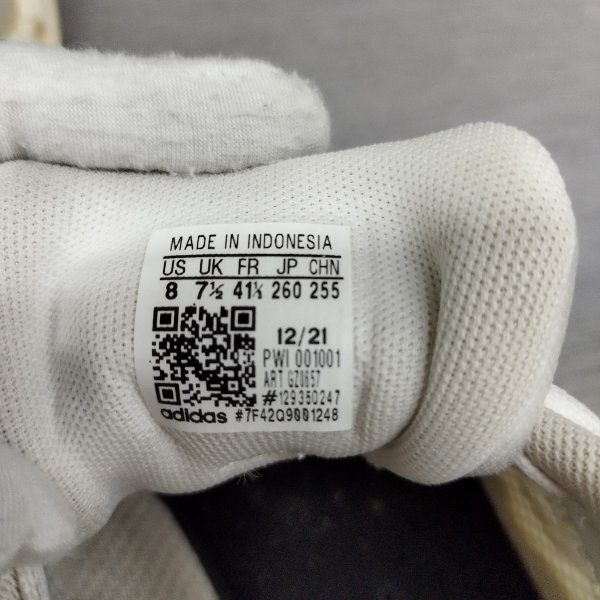 MADE IN INDONESIA
US UK FR JP CHN
8 7½ 41⅓ 260 255
12/21
PWI 001001
ART GZ0657
#129350247
adidas #7F42Q9001248